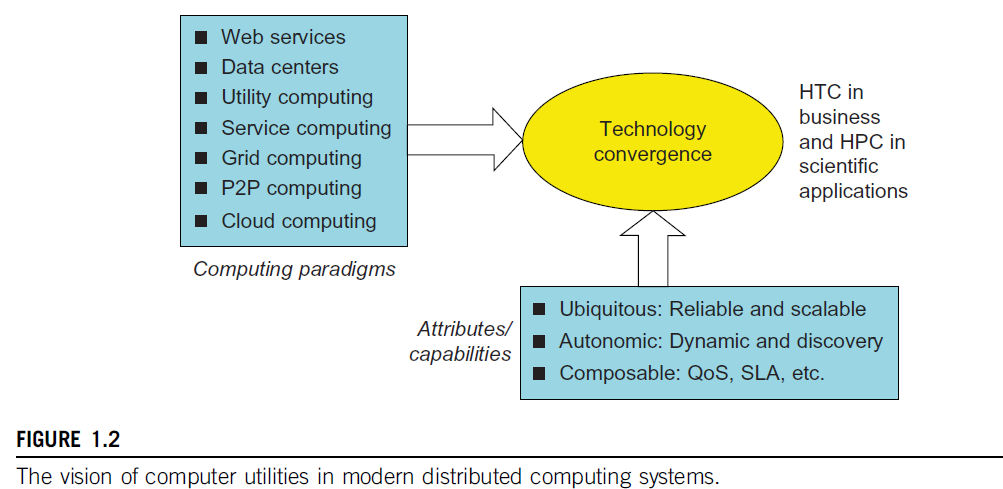 Web services
Data centers
Utility computing
Service computing
Grid computing
P2P computing
Cloud computing
Computing paradigms
Technology
convergence
HTC in
business
and HPC in
scientific
applications
Attributes/
capabilities
Ubiquitous: Reliable and scalable
Autonomic: Dynamic and discovery
Composable: QoS, SLA, etc.
FIGURE 1.2
The vision of computer utilities in modern distributed computing systems.